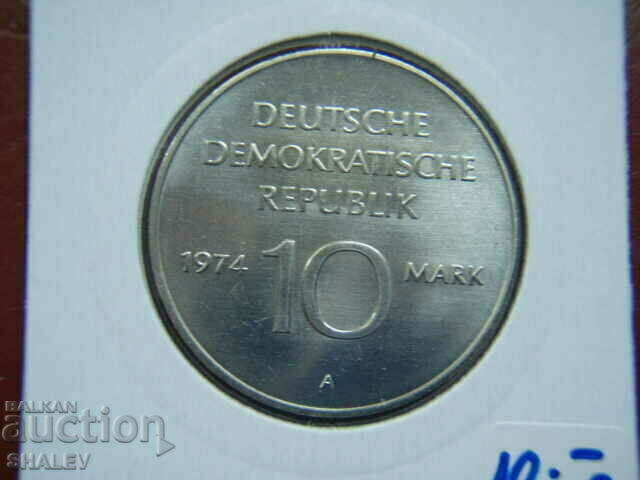 DEUTSCHE
DEMOKRATISCHE
REPUBLIK
1974 10 MARK
A
BALKAN
auction
SHALEV